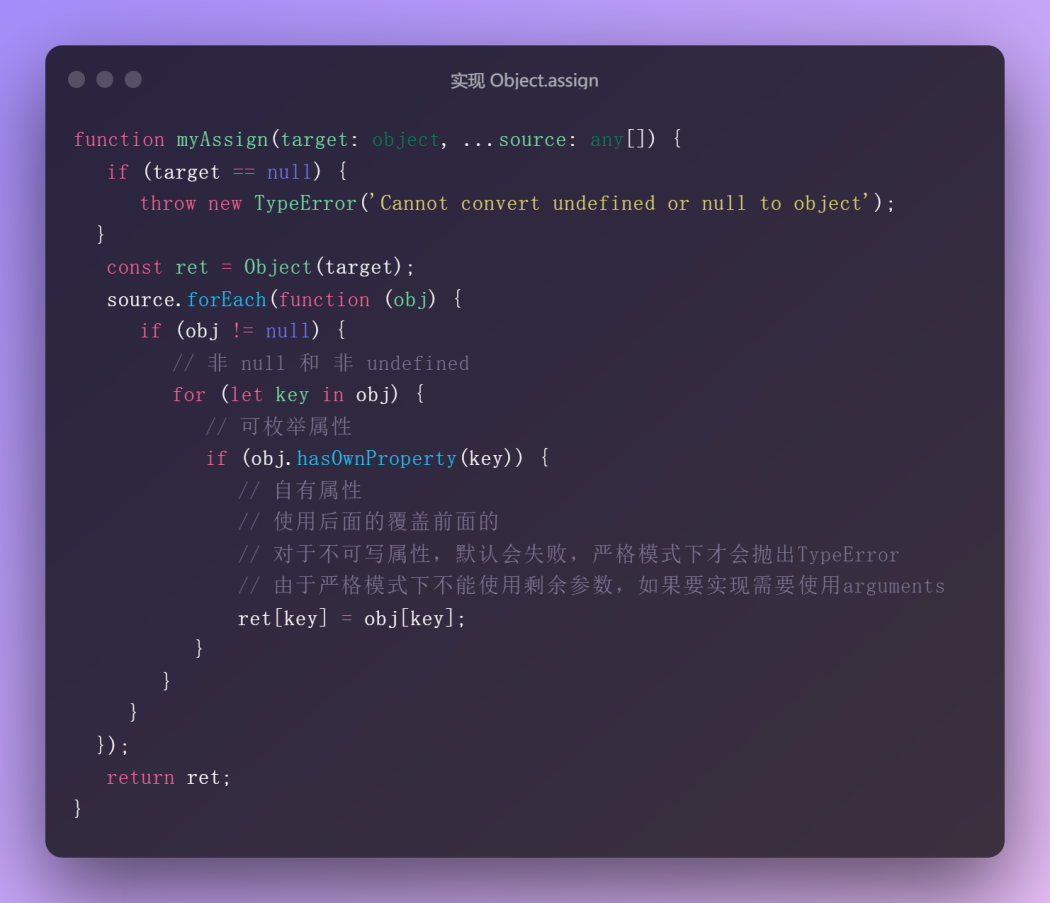 实现 Object.assign
function myAssign(target: object, ...source: any[]) {
if (target == null) {
throw new TypeError('Cannot convert undefined or null to object');
}
const ret = Object(target);
source.forEach(function (obj) {
if (obj != null) {
// 非 null 和 非 undefined
for (let key in obj) {
// 可枚举属性
if (obj.hasOwnProperty(key)) {
// 自有属性
// 使用后面的覆盖前面的
// 对于不可写属性，默认会失败，严格模式下才会抛出TypeError
// 由于严格模式下不能使用剩余参数，如果要实现需要使用arguments
ret[key] = obj[key];
}
}
}
});
return ret;
}